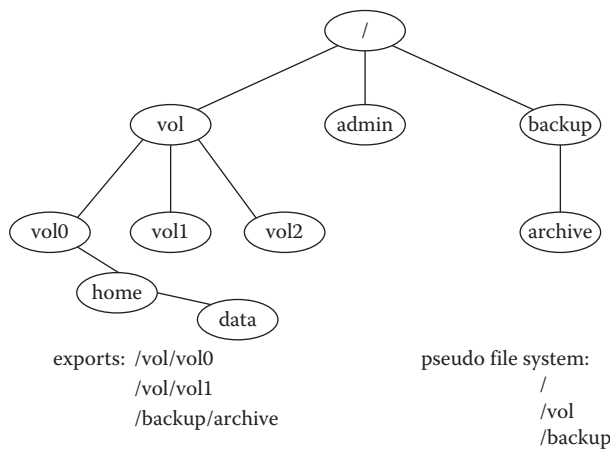 /
vol admin backup
vol0 vol1 vol2 archive
home
data
exports: /vol/vol0
/vol/vol1
/backup/archive
pseudo file system:
/
/vol
/backup